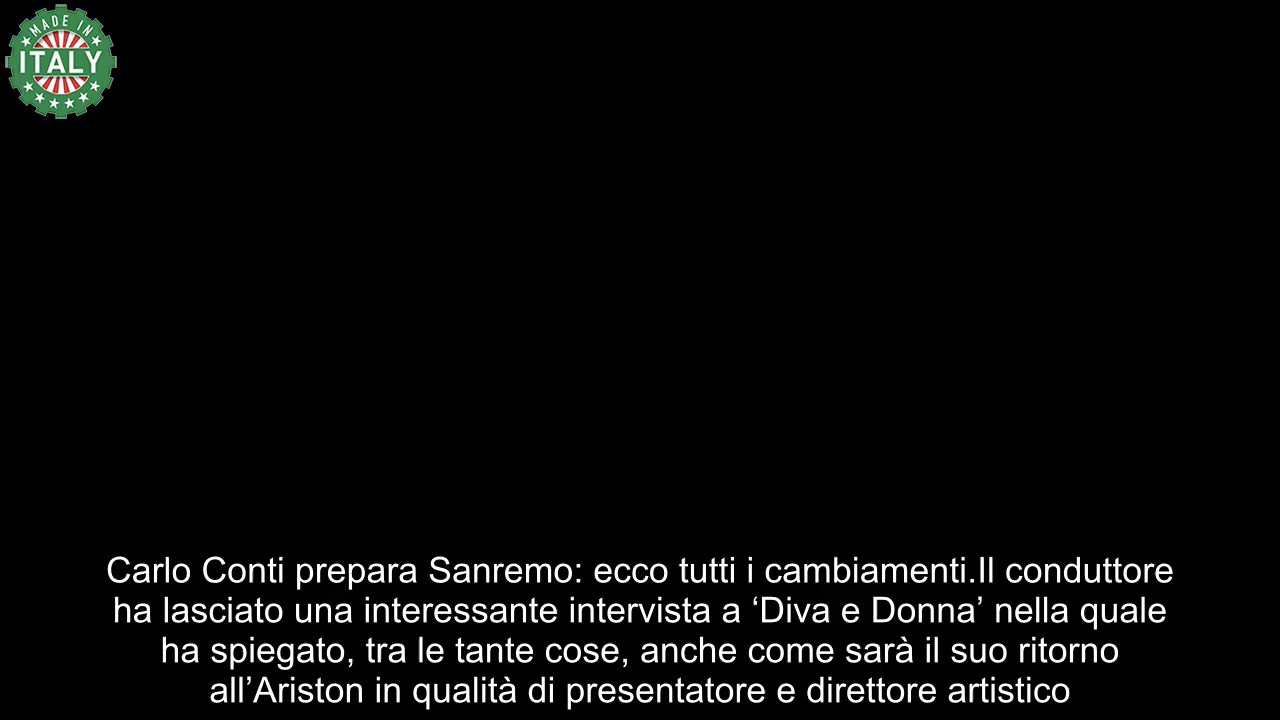 MADE IN
ITALY
Carlo Conti prepara Sanremo: ecco tutti i cambiamenti.Il conduttore
ha lasciato una interessante intervista a ‘Diva e Donna’ nella quale
ha spiegato, tra le tante cose, anche come sarà il suo ritorno
all’Ariston in qualità di presentatore e direttore artistico